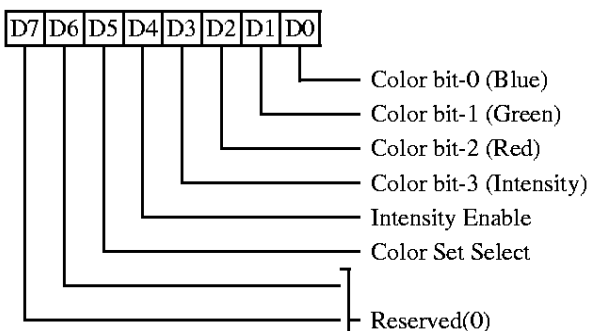 D7 D6 D5 D4 D3 D2 D1 D0
Color bit-0 (Blue)
Color bit-1 (Green)
Color bit-2 (Red)
Color bit-3 (Intensity)
Intensity Enable
Color Set Select
Reserved(0)